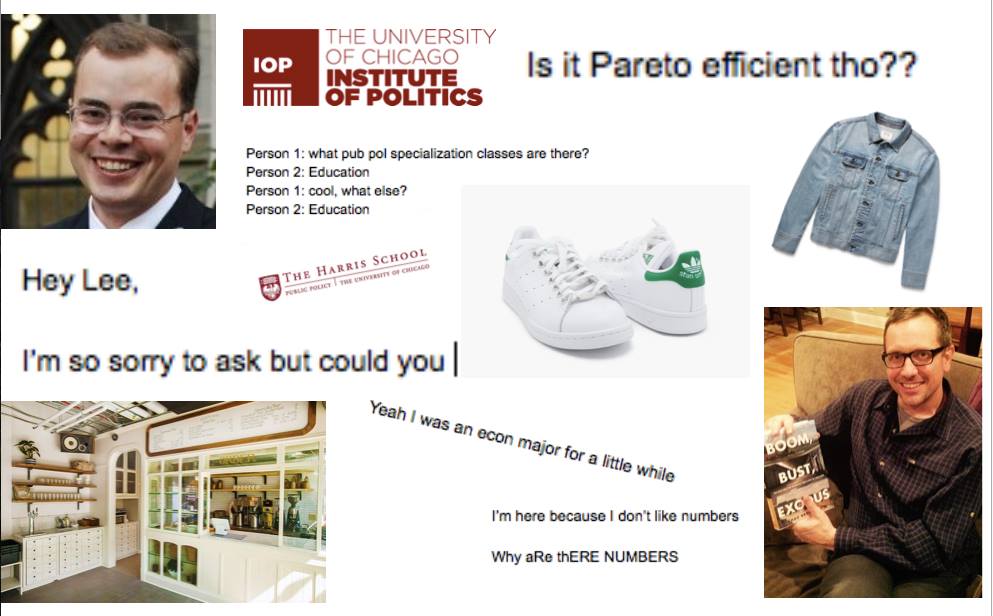 THE UNIVERSITY
OF CHICAGO
INSTITUTE
OF POLITICS
IOP
Is it Pareto efficient tho??
Person 1: what pub pol specialization classes are there?
Person 2: Education
Person 1: cool, what else?
Person 2: Education
Hey Lee,
THE HARRIS SCHOOL
PUBLIC POLICY | THE UNIVERSITY OF CHICAGO
I'm so sorry to ask but could you
Yeah I was an econ major for a little while
BOOM,
BUST,
EXODUS
I'm here because I don't like numbers
Why aRe thERE NUMBERS